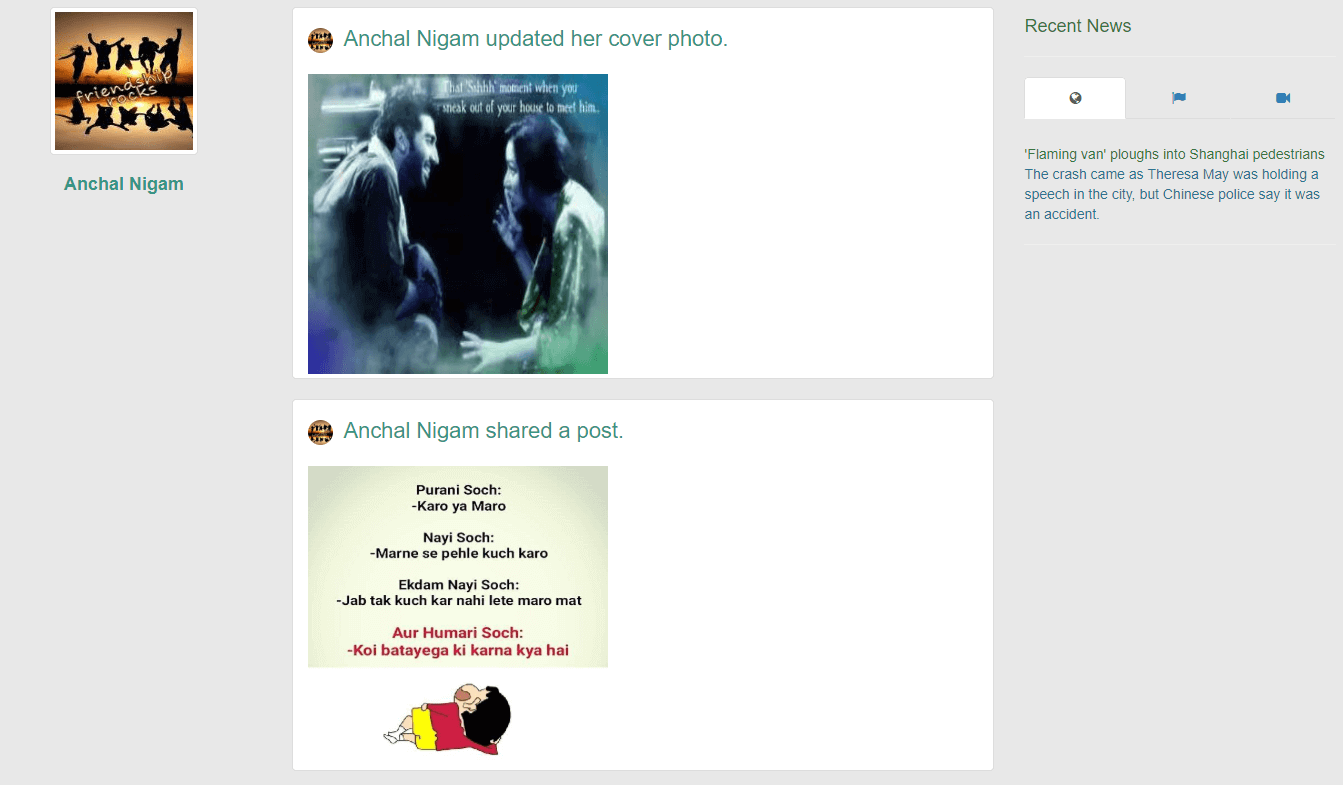 friendship
rocks
Anchal Nigam
Anchal Nigam updated her cover photo.
That 'Sshhh' moment when you
sneak out of your house to meet him..
Anchal Nigam shared a post.
Purani Soch:
-Karo ya Maro
Nayi Soch:
-Marne se pehle kuch karo
Ekdam Nayi Soch:
-Jab tak kuch kar nahi lete maro mat
Aur Humari Soch:
-Koi batayega ki karna kya hai
Recent News
'Flaming van' ploughs into Shanghai pedestrians
The crash came as Theresa May was holding a
speech in the city, but Chinese police say it was
an accident.